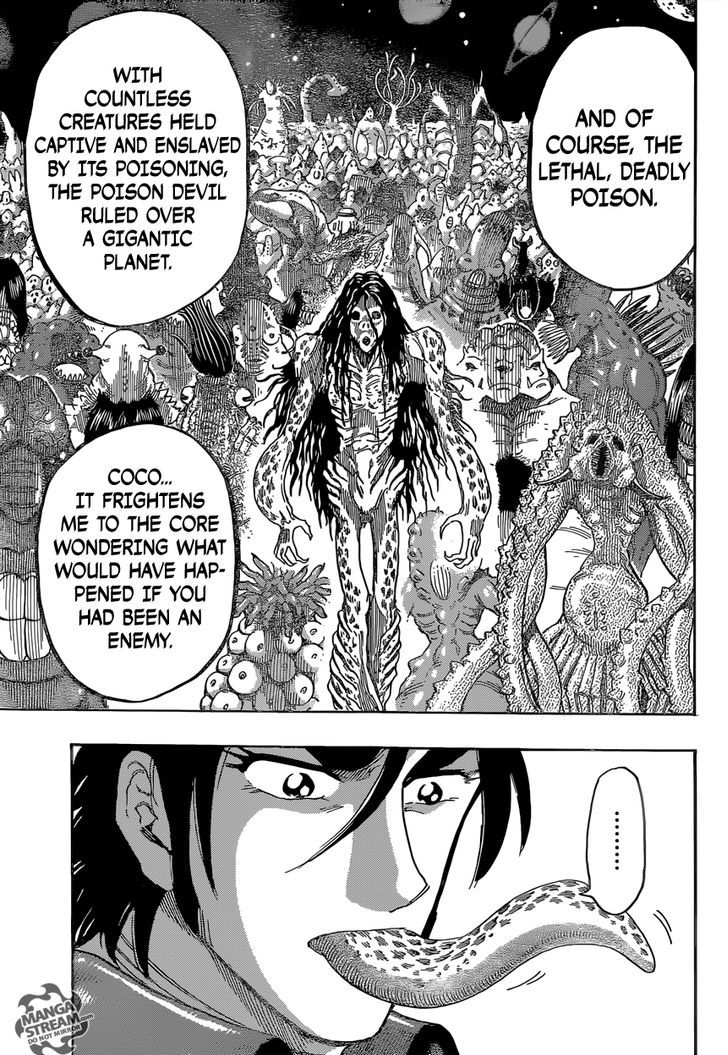 AND OF
COURSE, THE
LETHAL, DEADLY
POISON.
WITH
COUNTLESS
CREATURES HELD
CAPTIVE AND ENSLAVED
BY ITS POISONING,
THE POISON DEVIL
RULED OVER
A GIGANTIC
PLANET.
COCO...
IT FRIGHTENS
ME TO THE CORE
WONDERING WHAT
WOULD HAVE HAP-
PENED IF YOU
HAD BEEN AN
ENEMY.
........
MANGA
STREAM.com
DO NOT MIRROR!